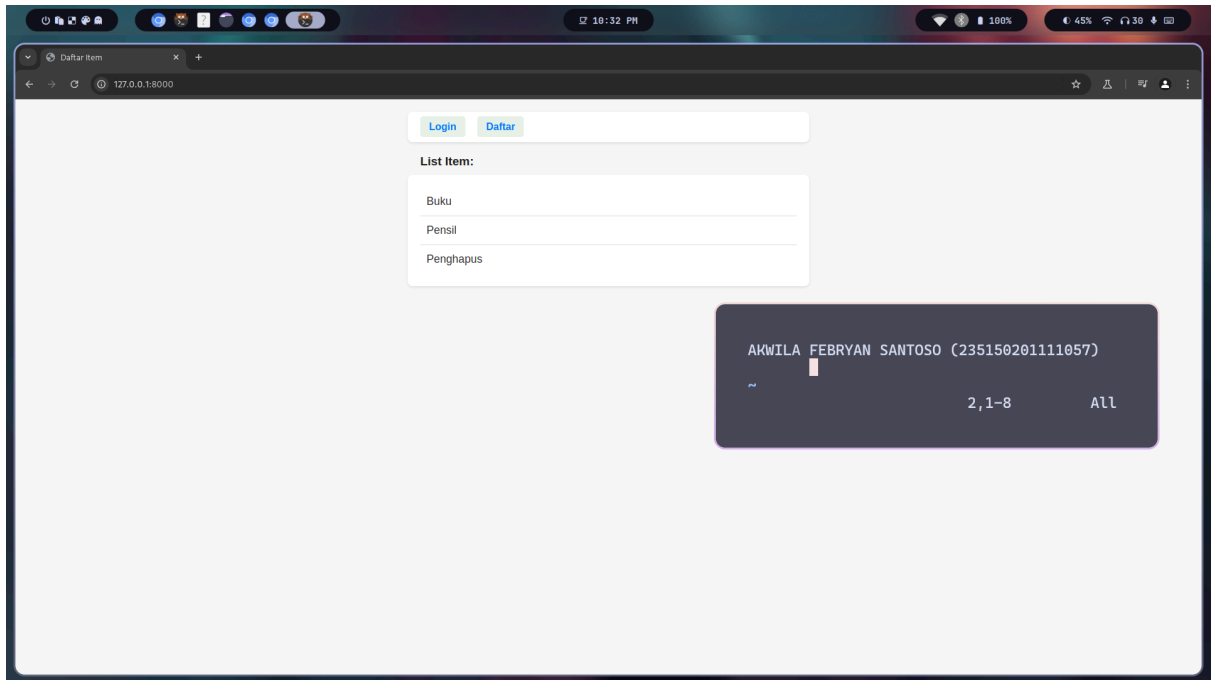 10:32 PM
100%
45% 30
Daftar Item
127.0.0.1:8000
Login Daftar
List Item:
Buku
Pensil
Penghapus
AKWILA FEBRYAN SANTOSO (235150201111057)
~
2,1-8 All